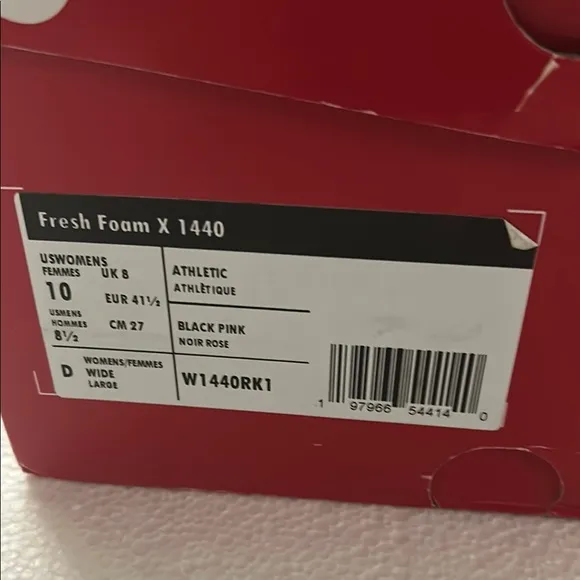 Fresh Foam X 1440
USWOMENS
FEMMES UK 8
10 EUR 41½
USMENS
HOMMES CM 27
8½
D WOMENS/FEMMES
WIDE
LARGE
ATHLETIC
ATHLÈTIQUE
BLACK PINK
NOIR ROSE
W1440RK1
1 97966 54414 0